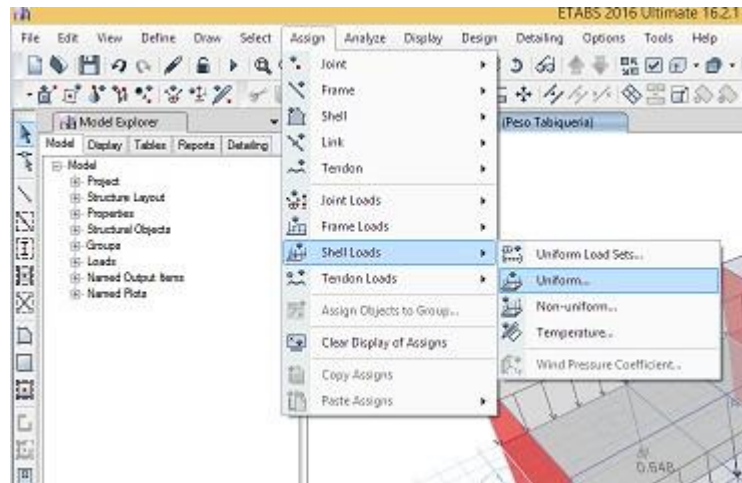 ETABS 2016 Ultimate 16.2.1
File Edit View Define Draw Select Assign Analyze Display Design Detailing Options Tools Help
Model Explorer
(Peso Tabiqueria)
Model Display Tables Reports Detailing
Model
Project
Structure Layout
Properties
Structural Objects
Groups
Loads
Named Output Items
Named Plots
Joint
Frame
Shell
Link
Tendon
Joint Loads
Frame Loads
Shell Loads
Tendon Loads
Assign Objects to Group...
Clear Display of Assigns
Copy Assigns
Paste Assigns
Uniform Load Sets...
Uniform...
Non-uniform...
Temperature...
Wind Pressure Coefficient...
0.648